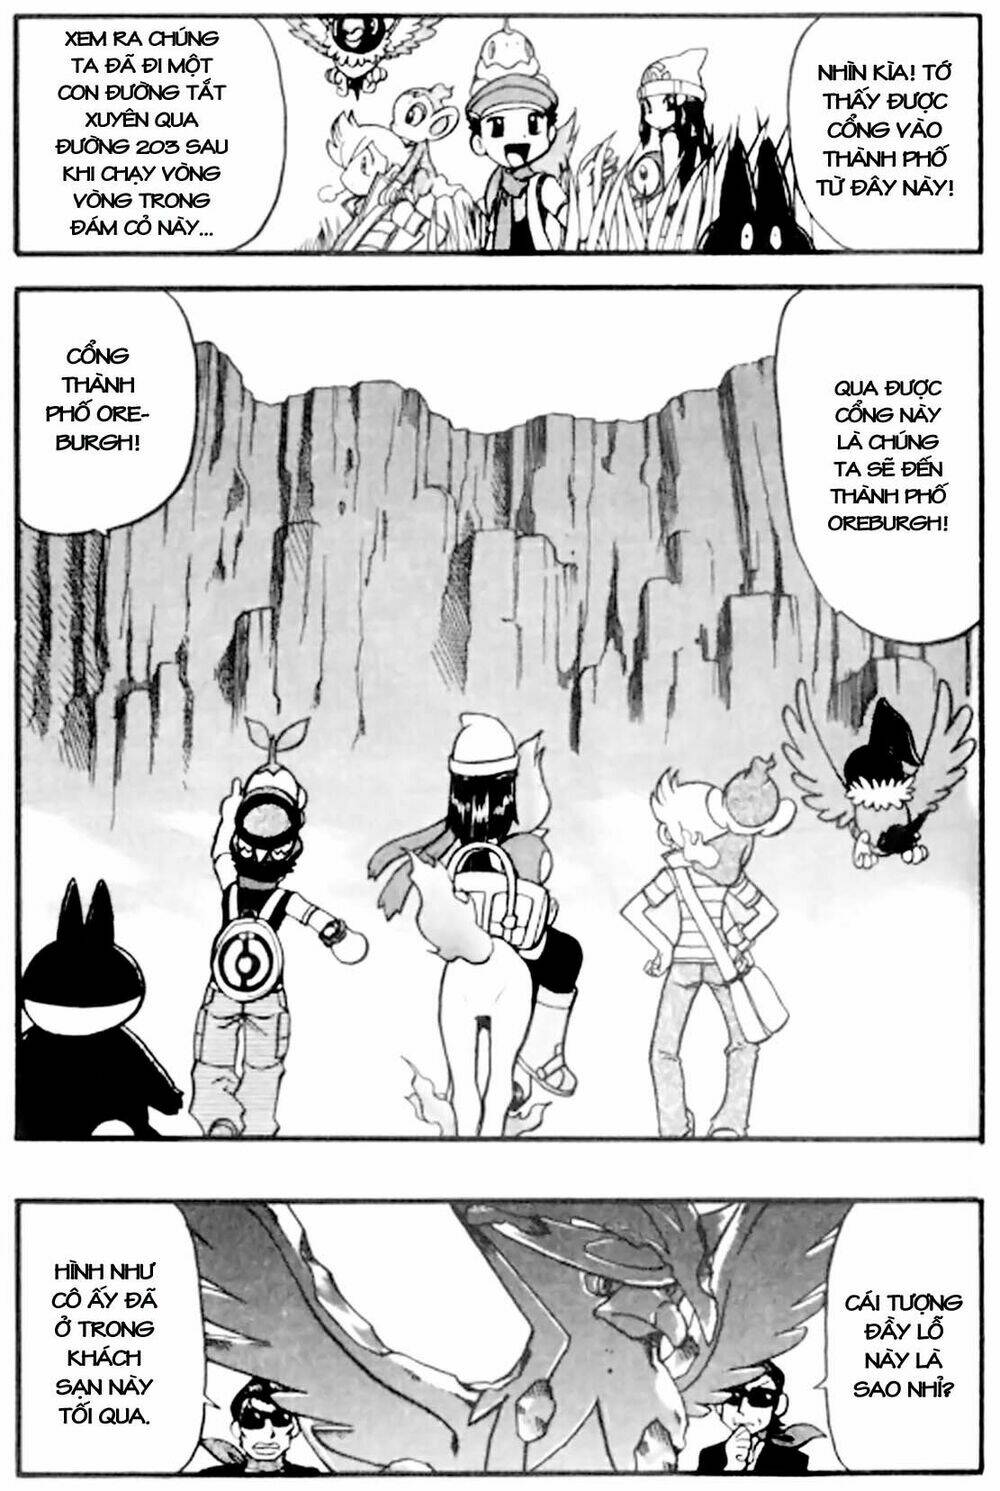 NHÌN KÌA! TỚ
THẤY ĐƯỢC
CỔNG VÀO
THÀNH PHỐ
TỪ ĐÂY NÀY!
XEM RA CHÚNG
TA ĐÃ ĐI MỘT
CON ĐƯỜNG TẮT
XUYÊN QUA
ĐƯỜNG 203 SAU
KHI CHẠY VÒNG
VÒNG TRONG
ĐÁM CỎ NÀY...
QUA ĐƯỢC
CỔNG NÀY
LÀ CHÚNG
TA SẼ ĐẾN
THÀNH PHỐ
OREBURGH!
CỔNG
THÀNH
PHỐ ORE-
BURGH!
CÁI TƯỢNG
ĐẦY LỖ
NÀY LÀ
SAO NHỈ?
HÌNH NHƯ
CÔ ẤY ĐÃ
Ở TRONG
KHÁCH
SẠN NÀY
TỐI QUA.